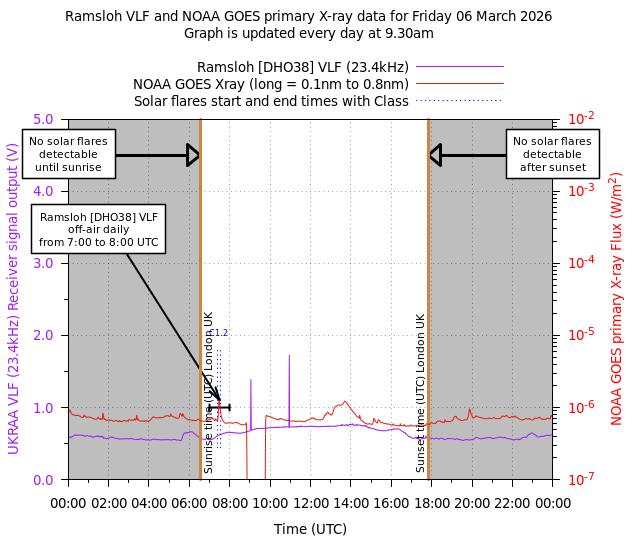 Ramsloh VLF and NOAA GOES primary X-ray data for Friday 06 March 2026
Graph is updated every day at 9.30am
Ramsloh [DHO38] VLF (23.4kHz)
NOAA GOES Xray (long = 0.1nm to 0.8nm)
Solar flares start and end times with Class
5.0
4.0
3.0
2.0
1.0
0.0
UKRAA VLF (23.4kHz) Receiver signal output (V)
No solar flares
detectable
until sunrise
Ramsloh [DHO38] VLF
off-air daily
from 7:00 to 8:00 UTC
Sunrise time (UTC) London UK
C1.2
Sunset time (UTC) London UK
No solar flares
detectable
after sunset
10^-2
10^-3
10^-4
10^-5
10^-6
10^-7
NOAA GOES primary X-ray Flux (W/m²)
00:00 02:00 04:00 06:00 08:00 10:00 12:00 14:00 16:00 18:00 20:00 22:00 00:00
Time (UTC)